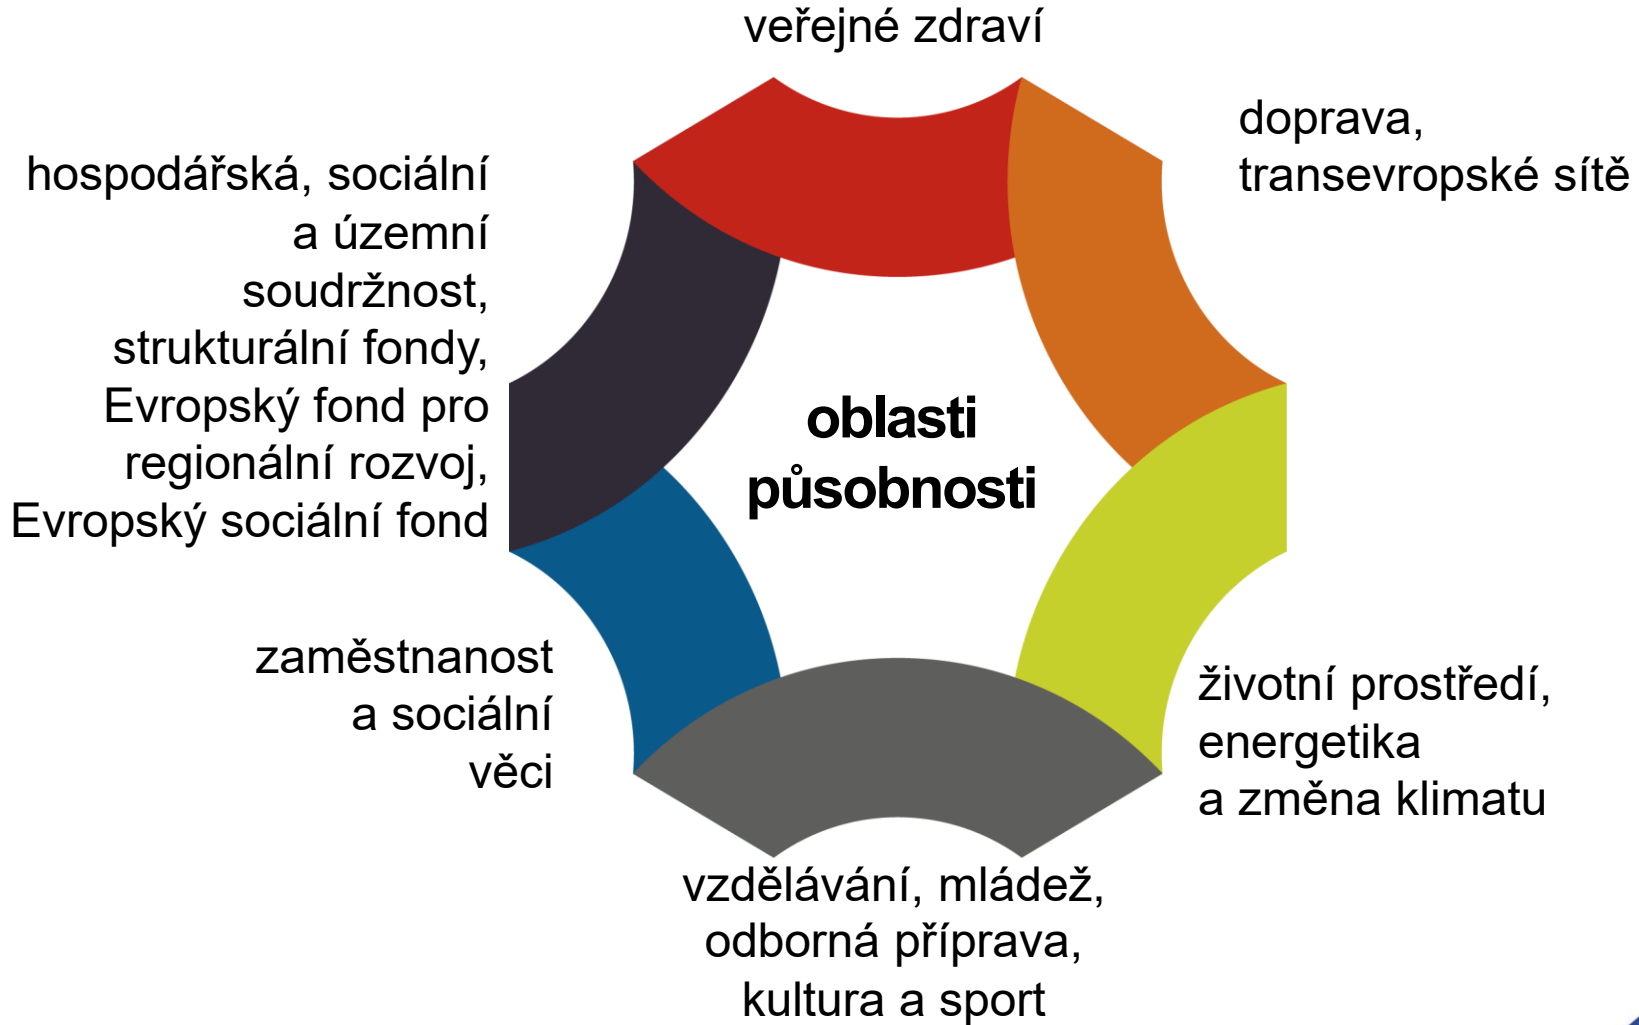 veřejné zdraví
doprava,
transevropské sítě
hospodářská, sociální
a územní
soudržnost,
strukturální fondy,
Evropský fond pro
regionální rozvoj,
Evropský sociální fond
oblasti
působnosti
zaměstnanost
a sociální
věci
životní prostředí,
energetika
a změna klimatu
vzdělávání, mládež,
odborná příprava,
kultura a sport